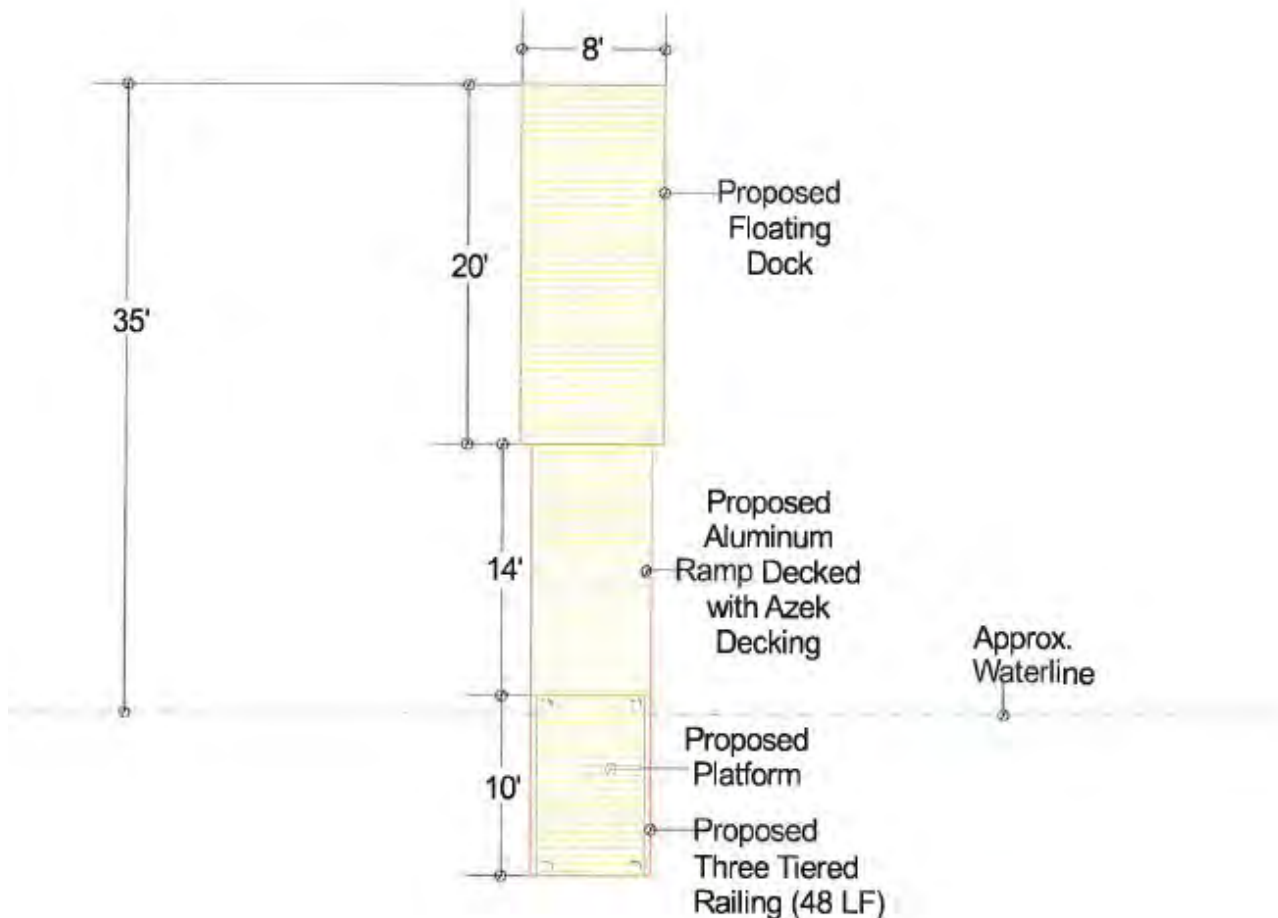 8'
Proposed
Floating
Dock
20'
35'
Proposed
Aluminum
Ramp Decked
with Azek
Decking
14'
Approx.
Waterline
Proposed
Platform
10'
Proposed
Three Tiered
Railing (48 LF)